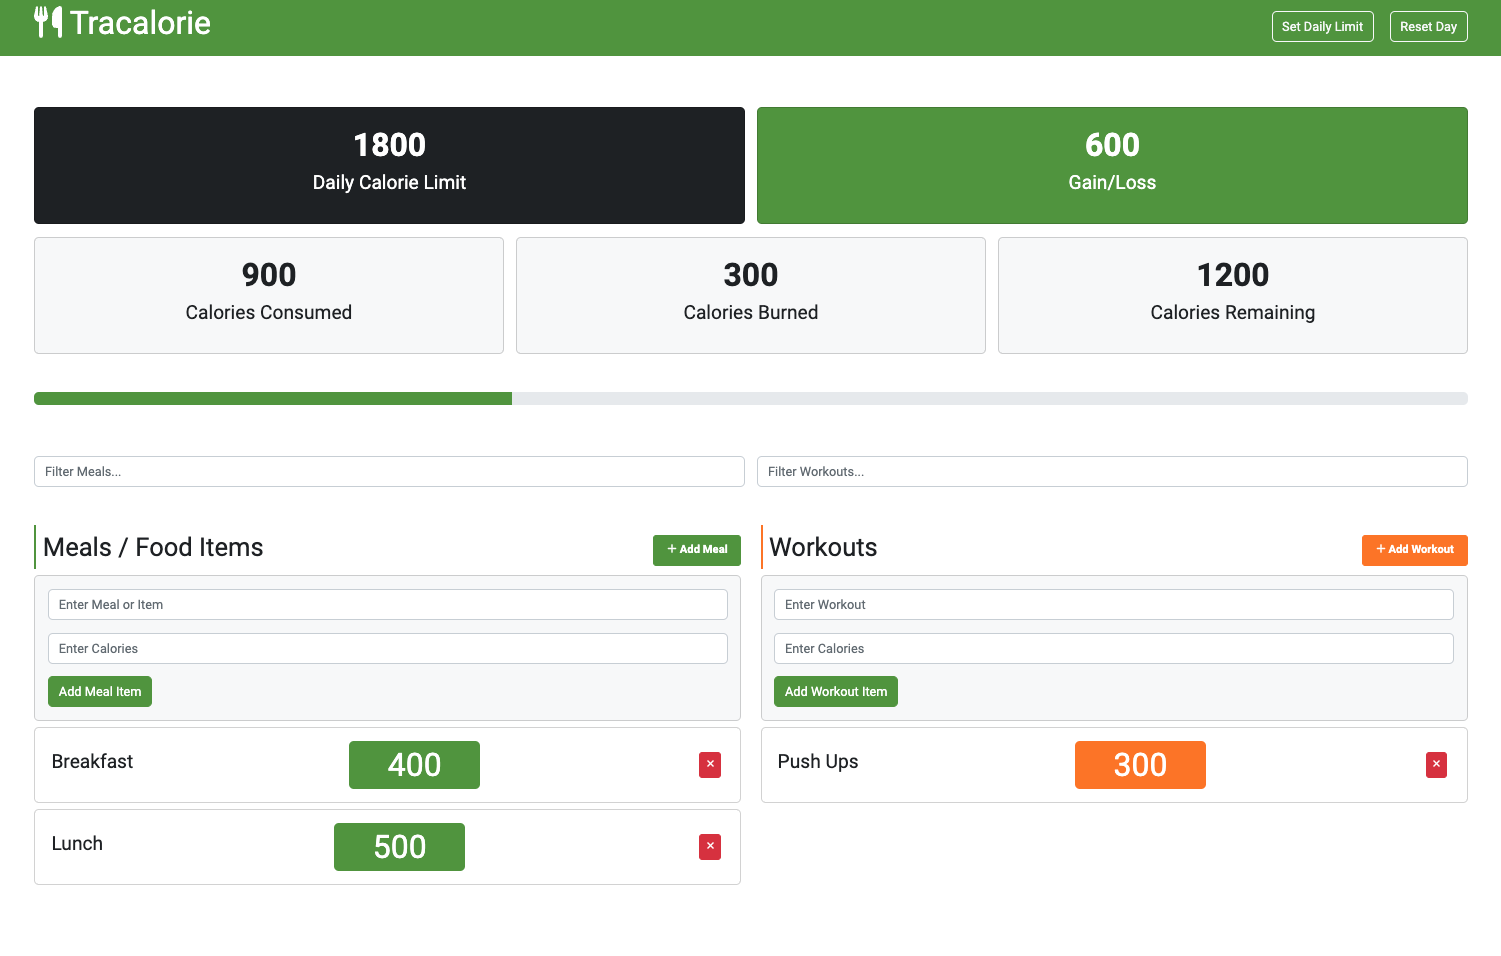 Tracalorie
Set Daily Limit
Reset Day
1800
Daily Calorie Limit
600
Gain/Loss
900
Calories Consumed
300
Calories Burned
1200
Calories Remaining
Filter Meals...
Filter Workouts...
Meals / Food Items
+ Add Meal
Enter Meal or Item
Enter Calories
Add Meal Item
Breakfast
400
×
Lunch
500
×
Workouts
+ Add Workout
Enter Workout
Enter Calories
Add Workout Item
Push Ups
300
×